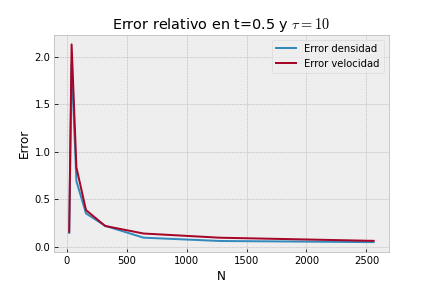 Error relativo en t=0.5 y τ = 10
Error densidad
Error velocidad
2.0
1.5
1.0
0.5
0.0
Error
0 500 1000 1500 2000 2500
N